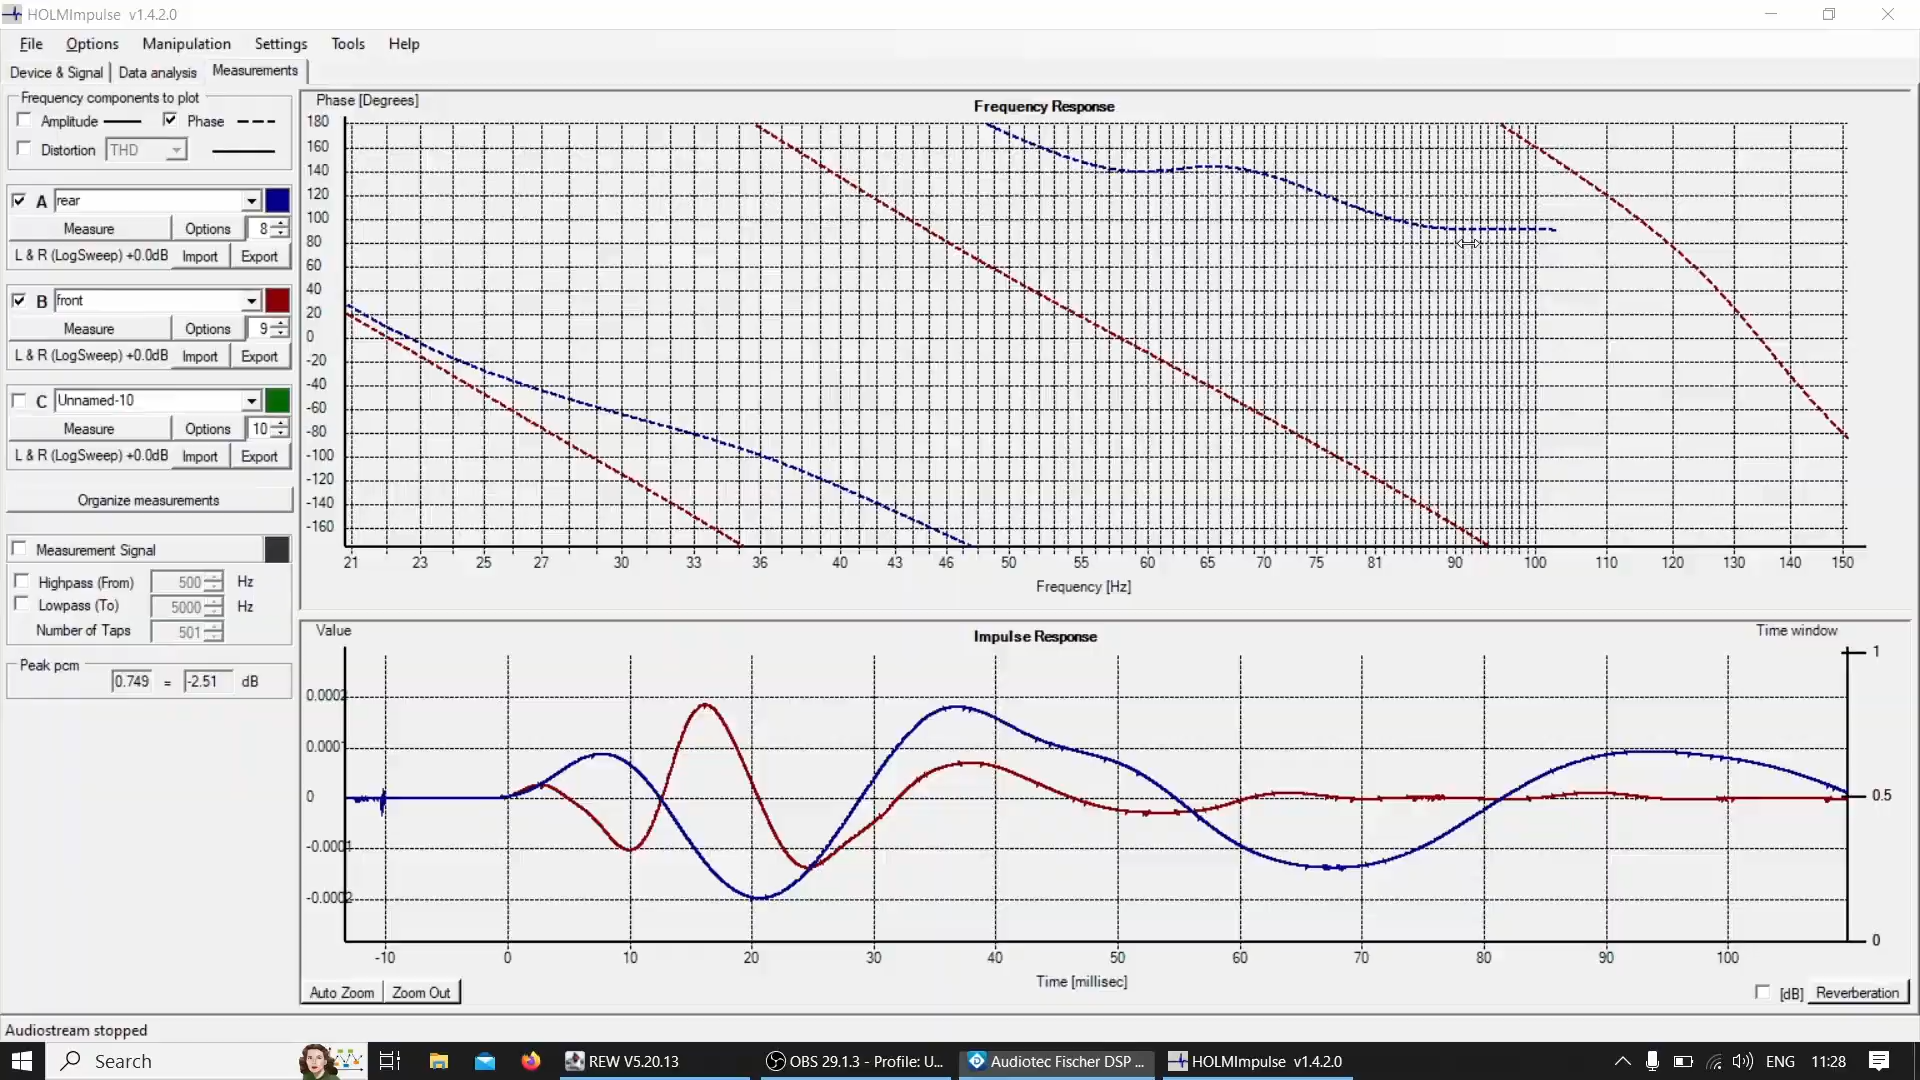 HOLMImpulse v1.4.2.0
File Options Manipulation Settings Tools Help
Device & Signal Data analysis Measurements
Frequency components to plot
Amplitude Phase
Distortion THD
A rear
Measure Options 8
L & R (LogSweep) +0.0dB Import Export
B front
Measure Options 9
L & R (LogSweep) +0.0dB Import Export
C Unnamed-10
Measure Options 10
L & R (LogSweep) +0.0dB Import Export
Organize measurements
Measurement Signal
Highpass (From) 500 Hz
Lowpass (To) 5000 Hz
Number of Taps 501
Peak pcm
0.749 = -2.51 dB
Phase [Degrees]
Frequency Response
180
160
140
120
100
80
60
40
20
0
-20
-40
-60
-80
-100
-120
-140
-160
21 23 25 27 30 33 36 40 43 46 50 55 60 65 70 75 81 90 100 110 120 130 140 150
Frequency [Hz]
Value
Impulse Response
Time window
0.0002
0.0001
0
-0.0001
-0.0002
1
0.5
0
-10 0 10 20 30 40 50 60 70 80 90 100
Time [millisec]
Auto Zoom Zoom Out
[dB] Reverberation
Audiostream stopped
Search
REW V5.20.13
OBS 29.1.3 - Profile: U...
Audiotec Fischer DSP ...
HOLMImpulse v1.4.2.0
ENG 11:28